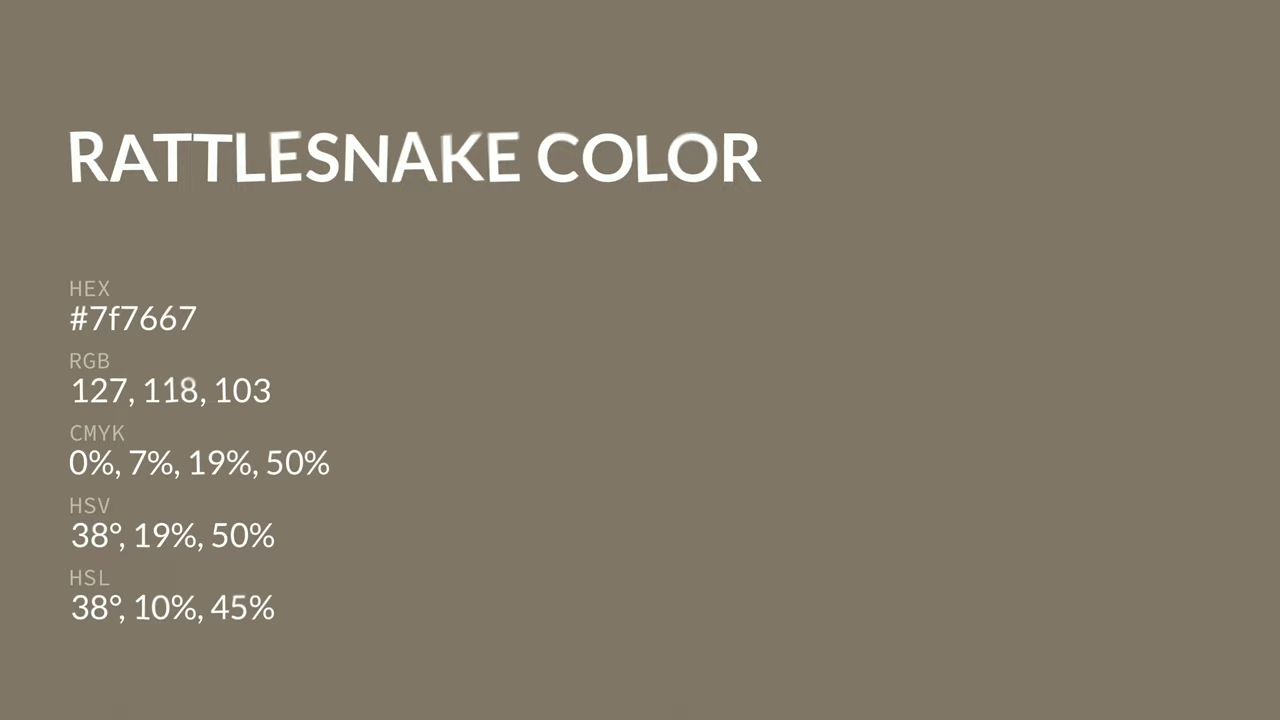 RATTLESNAKE COLOR
HEX
#7f7667
RGB
127, 118, 103
CMYK
0%, 7%, 19%, 50%
HSV
38°, 19%, 50%
HSL
38°, 10%, 45%